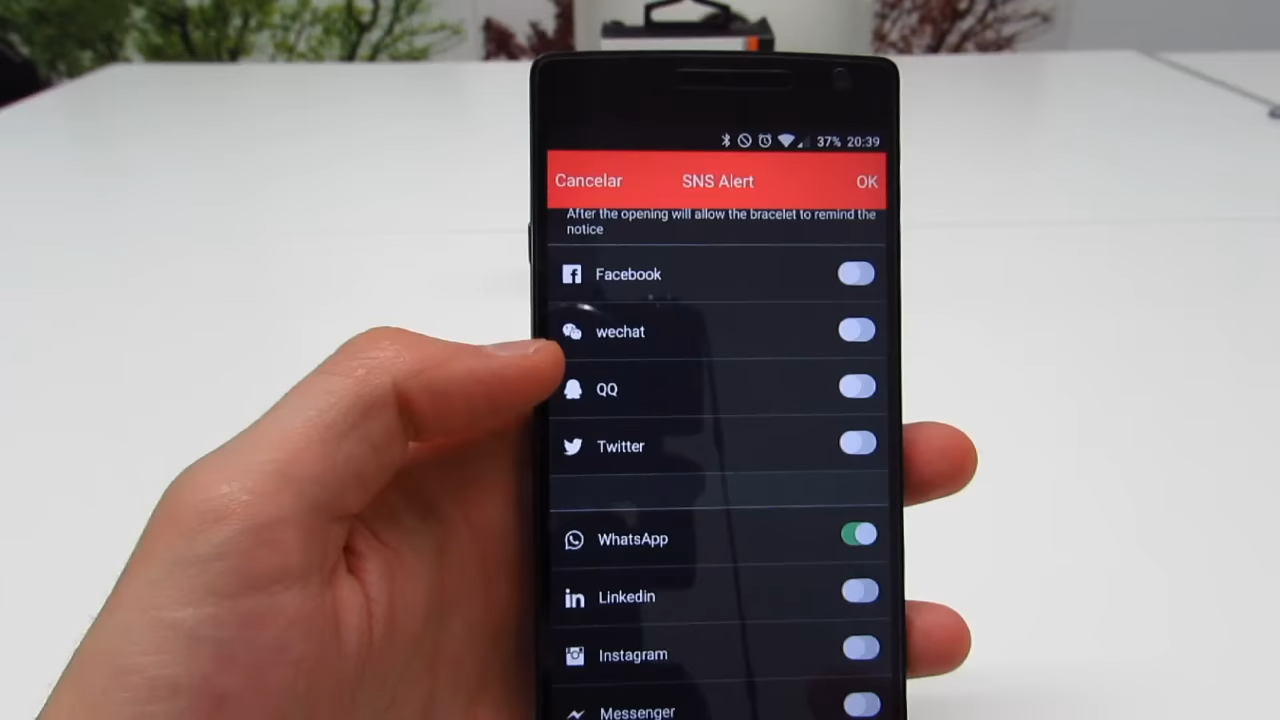 37% 20:39
Cancelar SNS Alert OK
After the opening will allow the bracelet to remind the
notice
Facebook
wechat
QQ
Twitter
WhatsApp
Linkedin
Instagram
Messenger